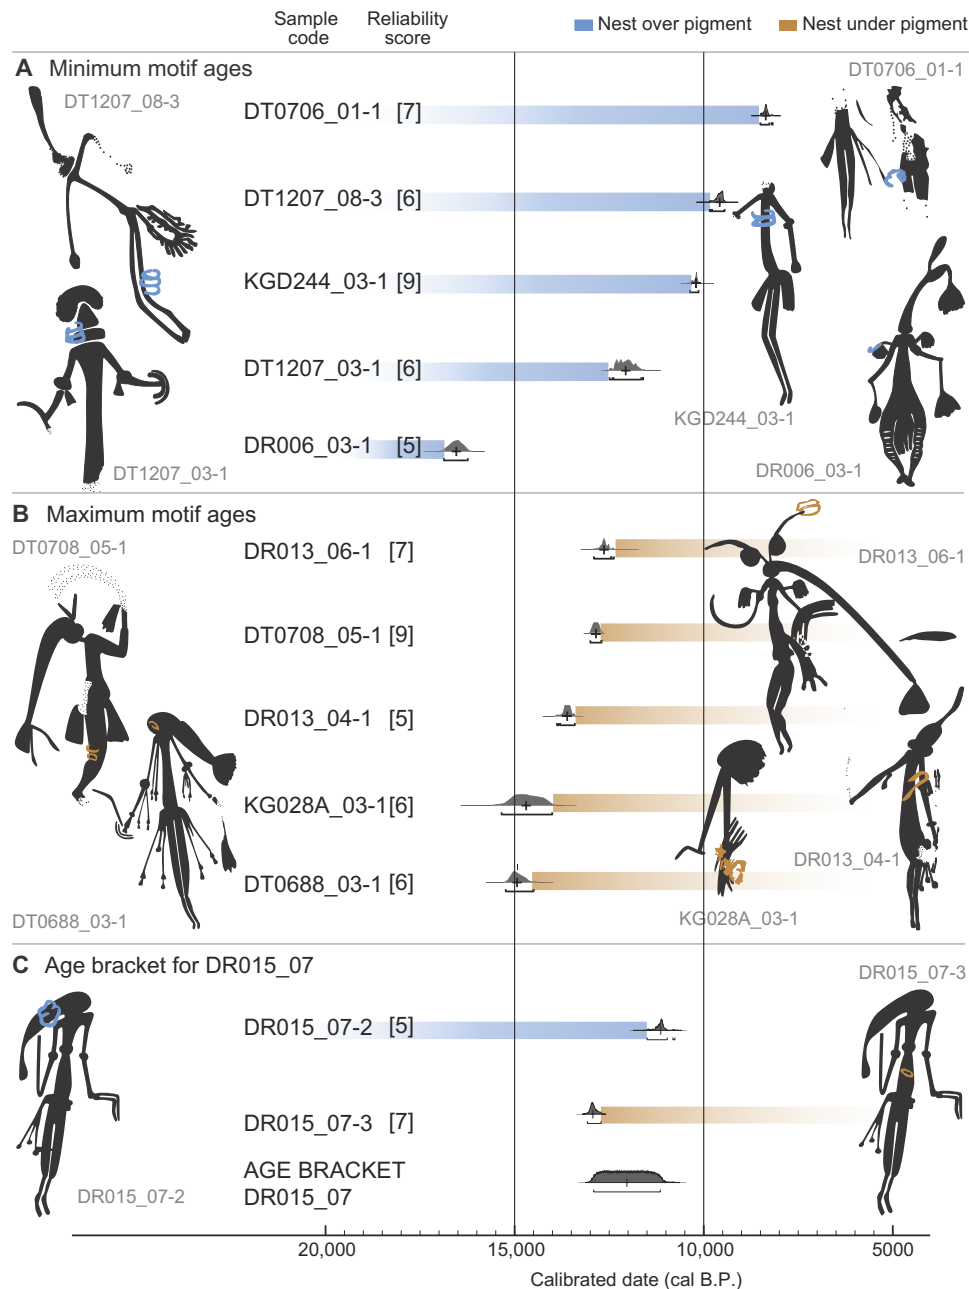 Sample code
Reliability score
Nest over pigment
Nest under pigment
A Minimum motif ages
DT0706_01-1
DT1207_08-3
DT0706_01-1 [7]
DT1207_08-3 [6]
KGD244_03-1 [9]
DT1207_03-1 [6]
KGD244_03-1
DR006_03-1 [5]
DT1207_03-1
DR006_03-1
B Maximum motif ages
DT0708_05-1
DR013_06-1 [7]
DR013_06-1
DT0708_05-1 [9]
DR013_04-1 [5]
KG028A_03-1 [6]
DR013_04-1
DT0688_03-1 [6]
DT0688_03-1
KG028A_03-1
C Age bracket for DR015_07
DR015_07-3
DR015_07-2 [5]
DR015_07-3 [7]
AGE BRACKET
DR015_07
DR015_07-2
20,000 15,000 10,000 5000
Calibrated date (cal B.P.)